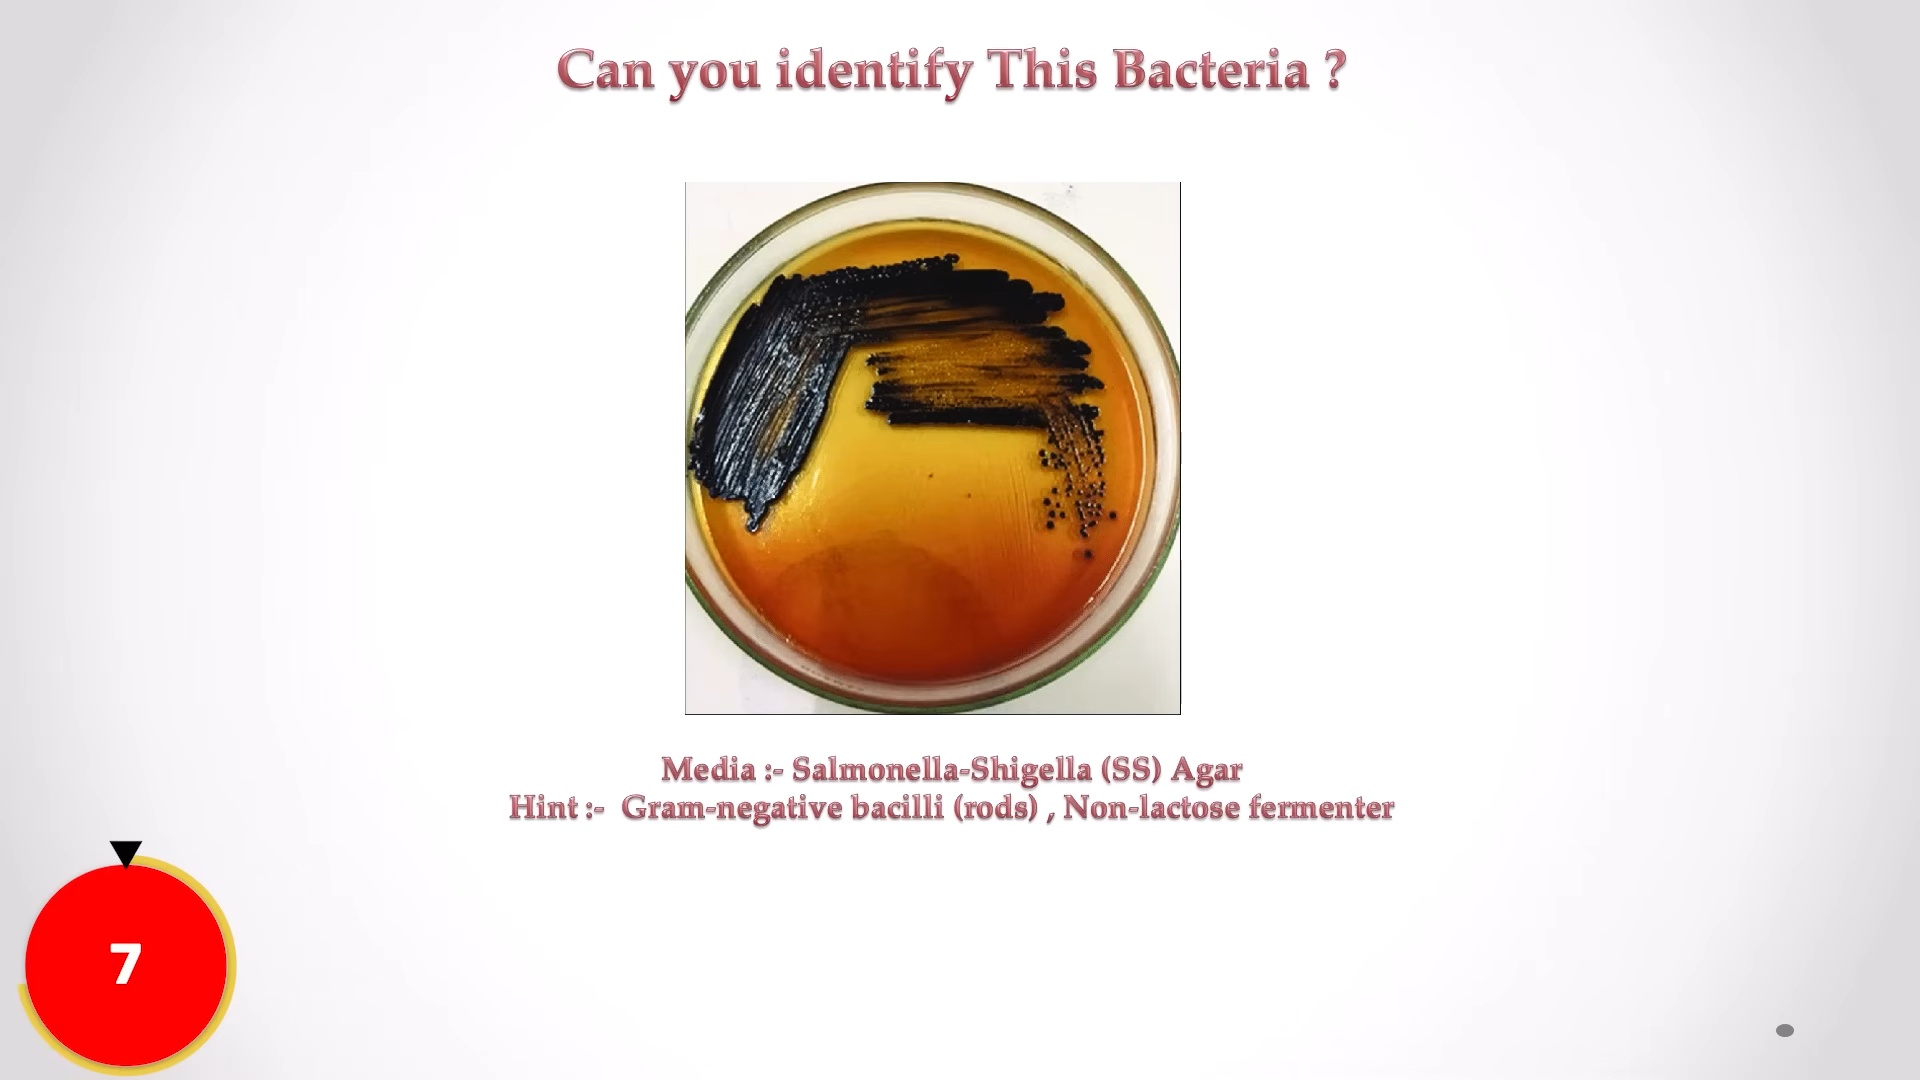 Can you identify This Bacteria ?
Media :- Salmonella-Shigella (SS) Agar
Hint :- Gram-negative bacilli (rods) , Non-lactose fermenter
7